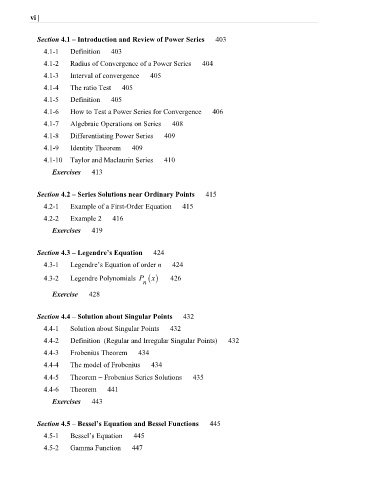 vi |
Section 4.1 – Introduction and Review of Power Series 403
4.1-1 Definition 403
4.1-2 Radius of Convergence of a Power Series 404
4.1-3 Interval of convergence 405
4.1-4 The ratio Test 405
4.1-5 Definition 405
4.1-6 How to Test a Power Series for Convergence 406
4.1-7 Algebraic Operations on Series 408
4.1-8 Differentiating Power Series 409
4.1-9 Identity Theorem 409
4.1-10 Taylor and Maclaurin Series 410
Exercises 413
Section 4.2 – Series Solutions near Ordinary Points 415
4.2-1 Example of a First-Order Equation 415
4.2-2 Example 2 416
Exercises 419
Section 4.3 – Legendre's Equation 424
4.3-1 Legendre's Equation of order n 424
4.3-2 Legendre Polynomials Pₙ(x) 426
Exercise 428
Section 4.4 – Solution about Singular Points 432
4.4-1 Solution about Singular Points 432
4.4-2 Definition (Regular and Irregular Singular Points) 432
4.4-3 Frobenius Theorem 434
4.4-4 The model of Frobenius 434
4.4-5 Theorem – Frobenius Series Solutions 435
4.4-6 Theorem 441
Exercises 443
Section 4.5 – Bessel's Equation and Bessel Functions 445
4.5-1 Bessel's Equation 445
4.5-2 Gamma Function 447